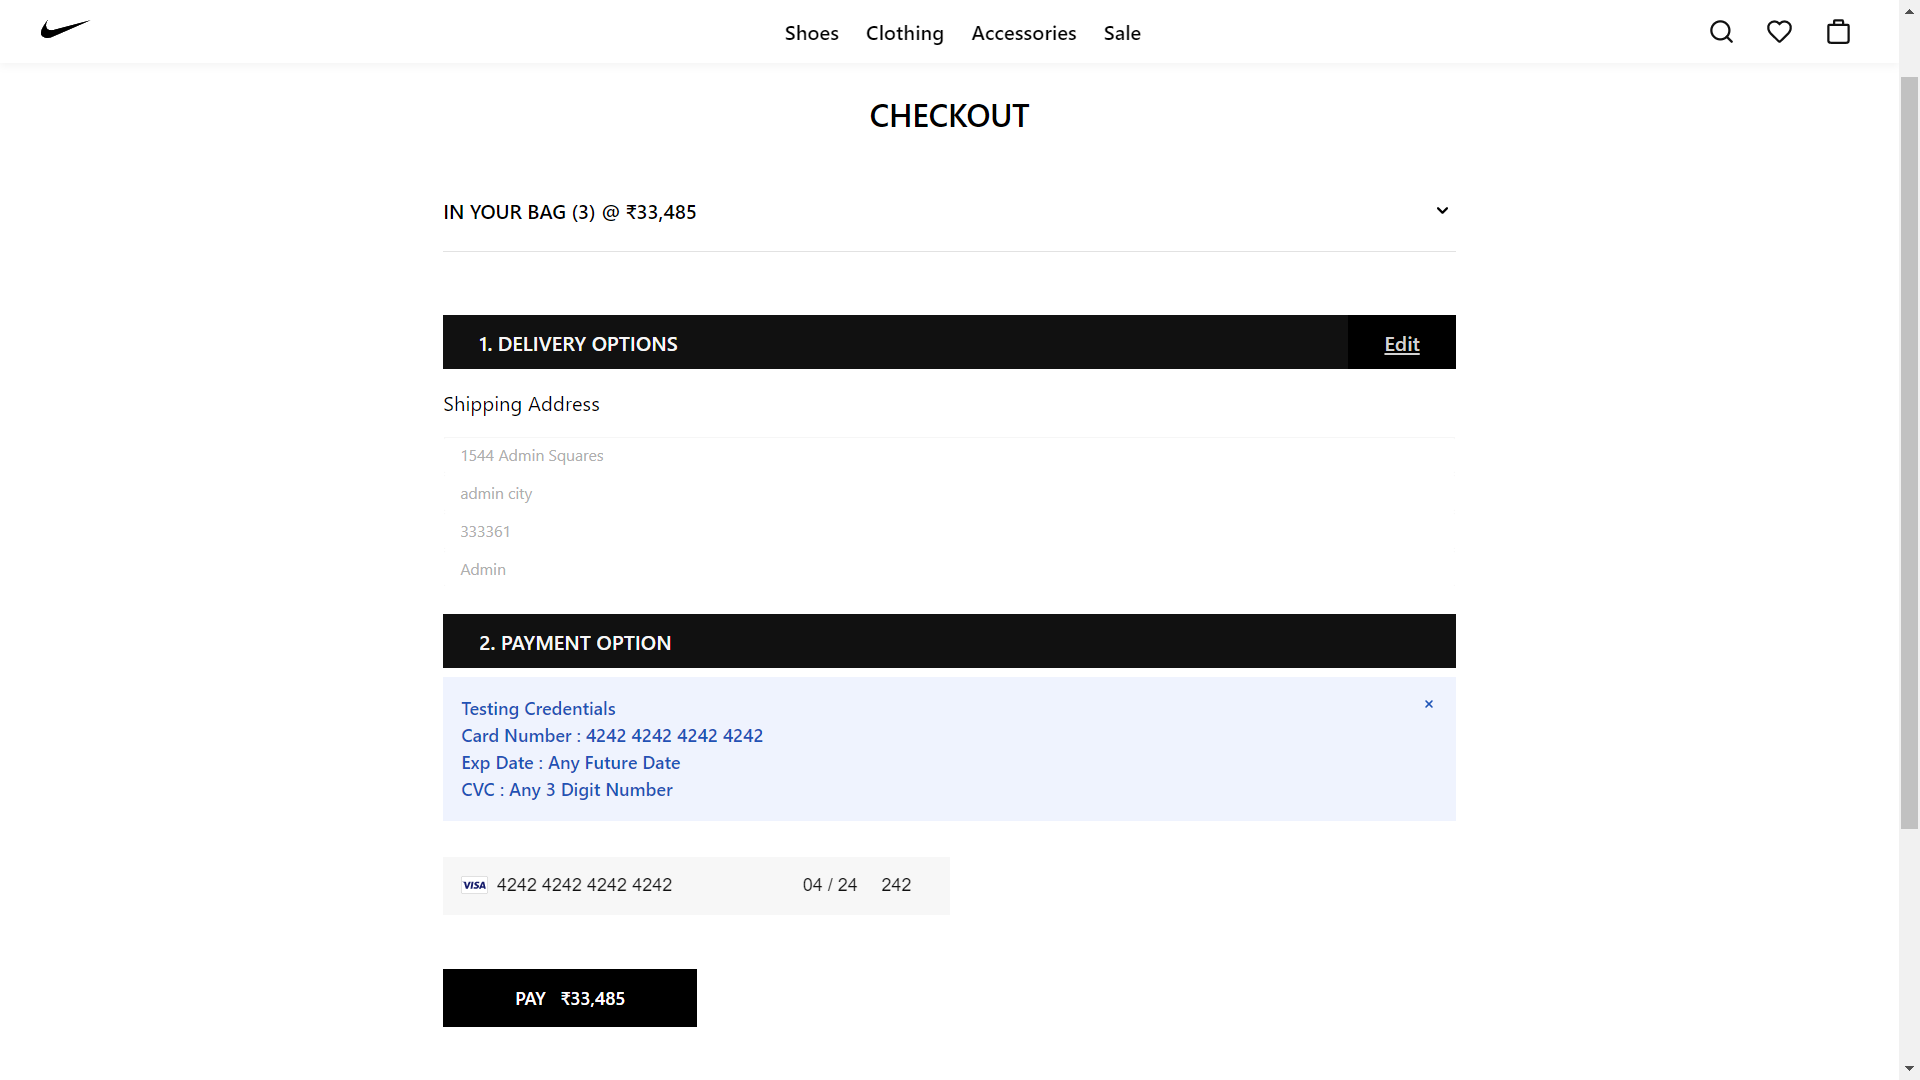 Shoes Clothing Accessories Sale
CHECKOUT
IN YOUR BAG (3) @ ₹33,485
1. DELIVERY OPTIONS Edit
Shipping Address
1544 Admin Squares
admin city
333361
Admin
2. PAYMENT OPTION
Testing Credentials ×
Card Number : 4242 4242 4242 4242
Exp Date : Any Future Date
CVC : Any 3 Digit Number
VISA 4242 4242 4242 4242 04 / 24 242
PAY ₹33,485